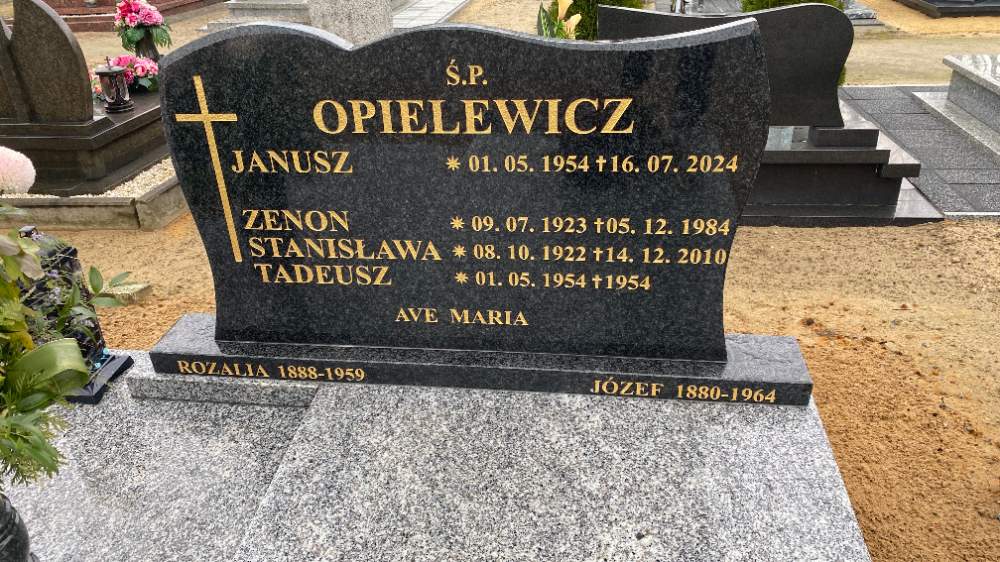 Ś.P.
OPIELEWICZ
JANUSZ ✷ 01. 05. 1954 ✝ 16. 07. 2024
ZENON ✷ 09. 07. 1923 ✝ 05. 12. 1984
STANISŁAWA ✷ 08. 10. 1922 ✝ 14. 12. 2010
TADEUSZ ✷ 01. 05. 1954 ✝ 1954
AVE MARIA
ROZALIA 1888-1959 JÓZEF 1880-1964